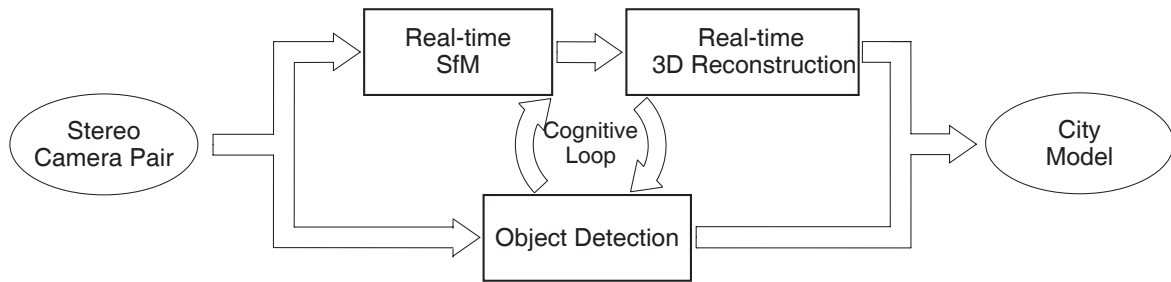 Real-time
SfM
Real-time
3D Reconstruction
Stereo
Camera Pair
Cognitive
Loop
City
Model
Object Detection